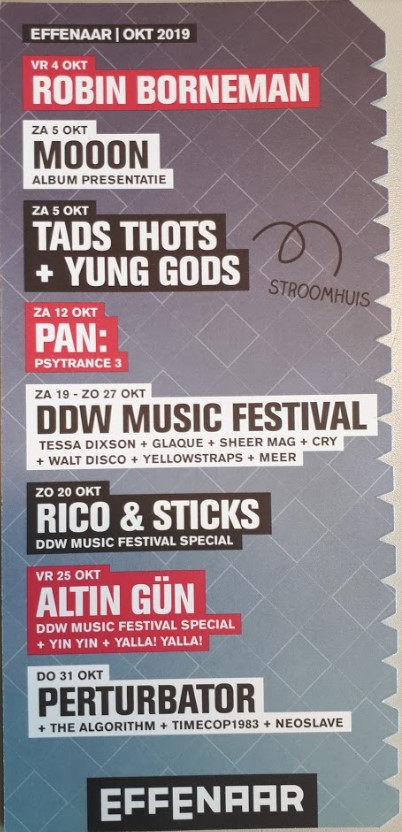 EFFENAAR | OKT 2019
VR 4 OKT
ROBIN BORNEMAN
ZA 5 OKT
MOOON
ALBUM PRESENTATIE
ZA 5 OKT
TADS THOTS
+ YUNG GODS
STROOMHUIS
ZA 12 OKT
PAN:
PSYTRANCE 3
ZA 19 - ZO 27 OKT
DDW MUSIC FESTIVAL
TESSA DIXSON + GLAQUE + SHEER MAG + CRY
+ WALT DISCO + YELLOWSTRAPS + MEER
ZO 20 OKT
RICO & STICKS
DDW MUSIC FESTIVAL SPECIAL
VR 25 OKT
ALTIN GÜN
DDW MUSIC FESTIVAL SPECIAL
+ YIN YIN + YALLA! YALLA!
DO 31 OKT
PERTURBATOR
+ THE ALGORITHM + TIMECOP1983 + NEOSLAVE
EFFENAAR